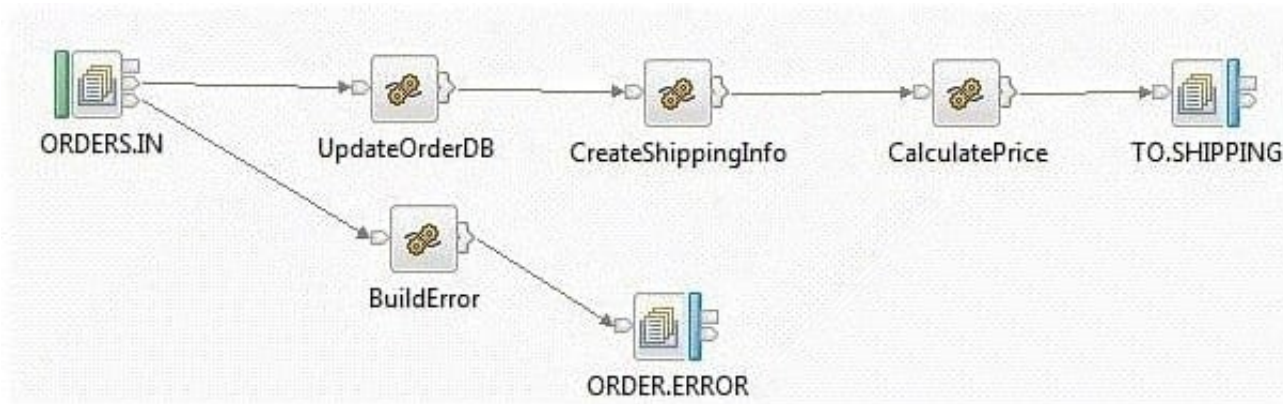 ORDERS.IN
UpdateOrderDB
CreateShippingInfo
CalculatePrice
TO.SHIPPING
BuildError
ORDER.ERROR